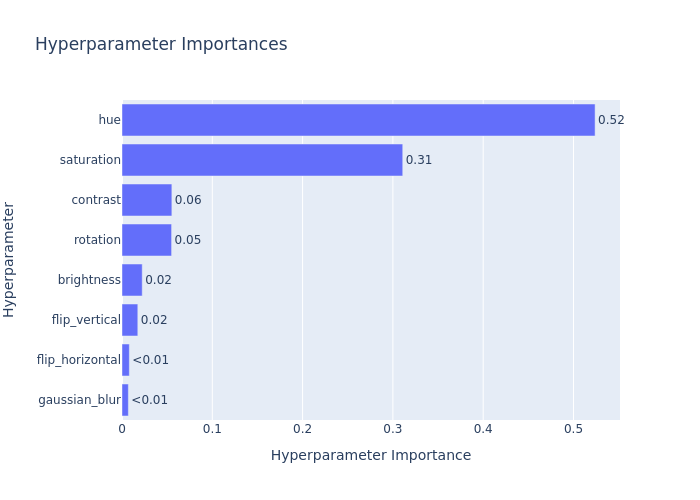 Hyperparameter Importances
Hyperparameter
hue 0.52
saturation 0.31
contrast 0.06
rotation 0.05
brightness 0.02
flip_vertical 0.02
flip_horizontal <0.01
gaussian_blur <0.01
0 0.1 0.2 0.3 0.4 0.5
Hyperparameter Importance